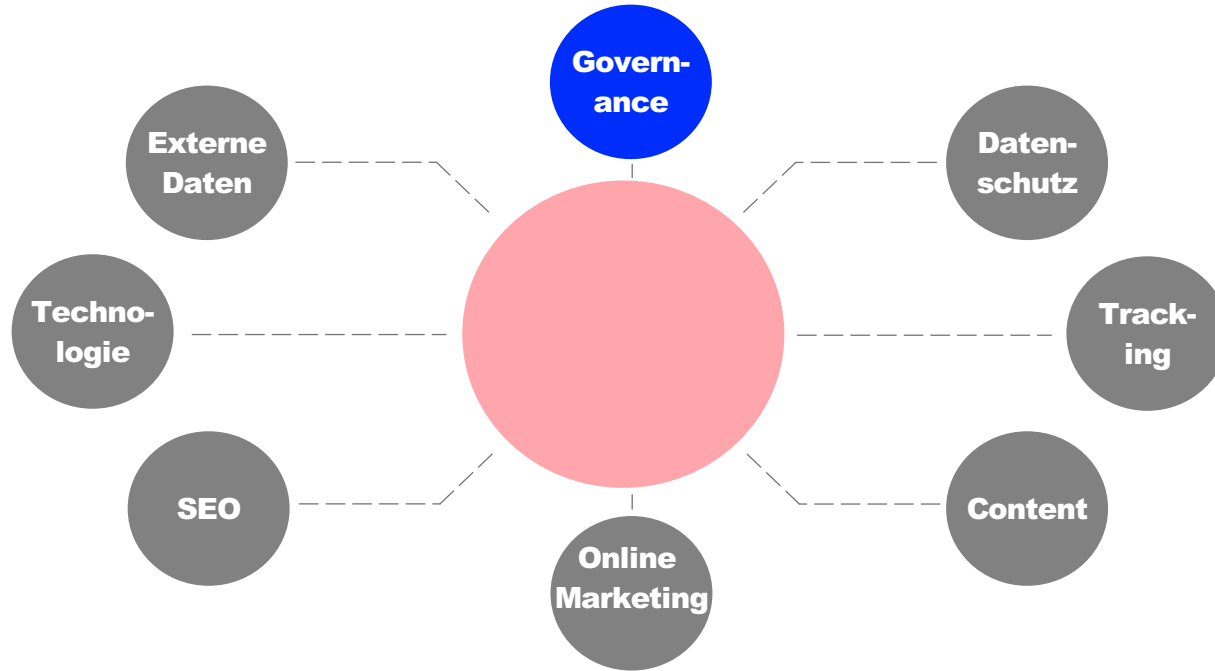 Govern-
ance
Externe
Daten
Daten-
schutz
Techno-
logie
Track-
ing
SEO
Content
Online
Marketing